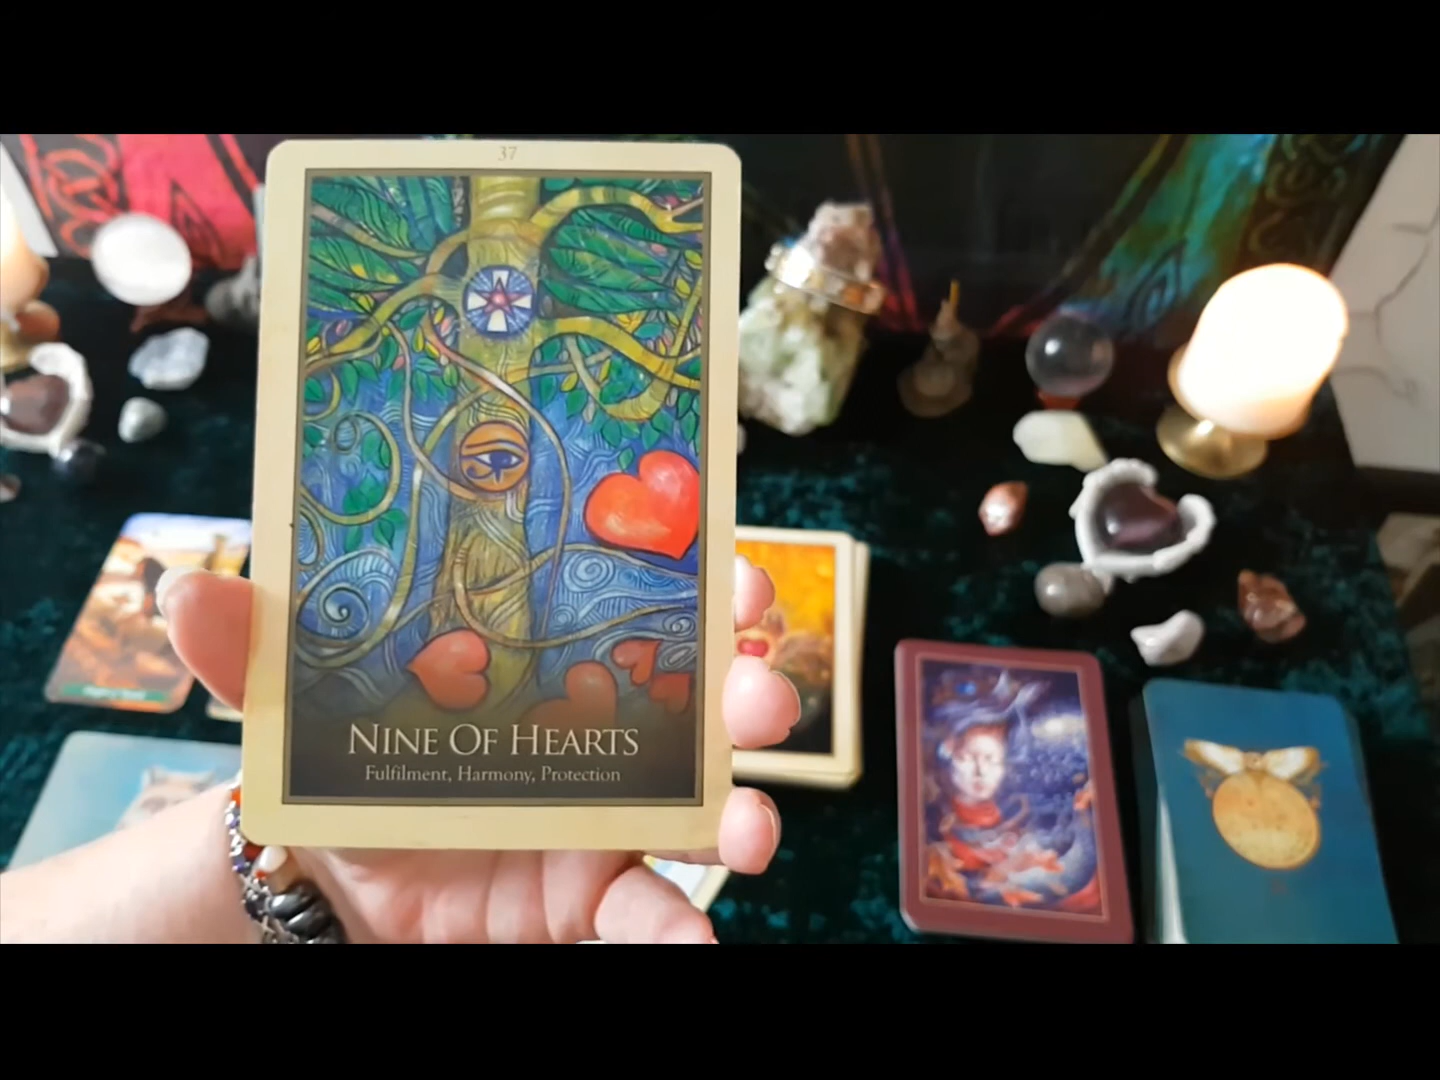 37
NINE OF HEARTS
Fulfilment, Harmony, Protection